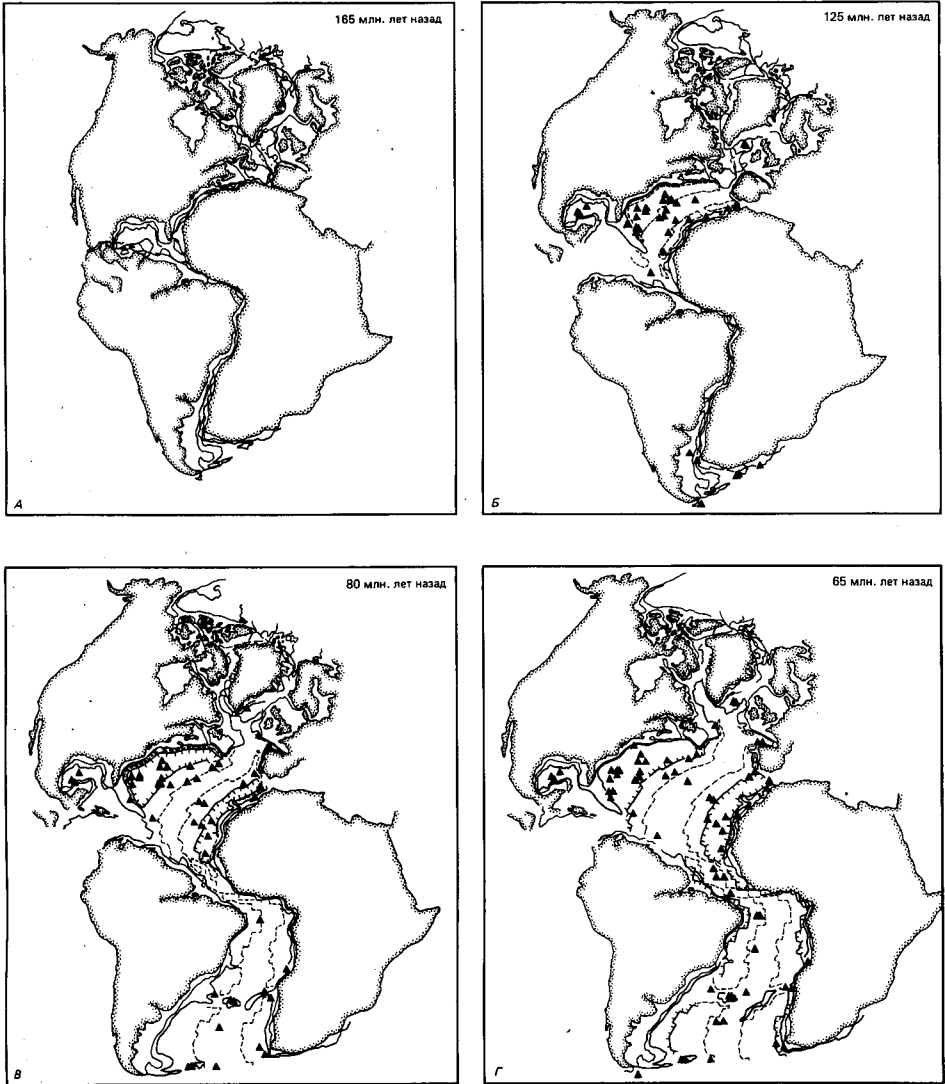 165 млн. лет назад
А
125 млн. лет назад
Б
80 млн. лет назад
В
65 млн. лет назад
Г